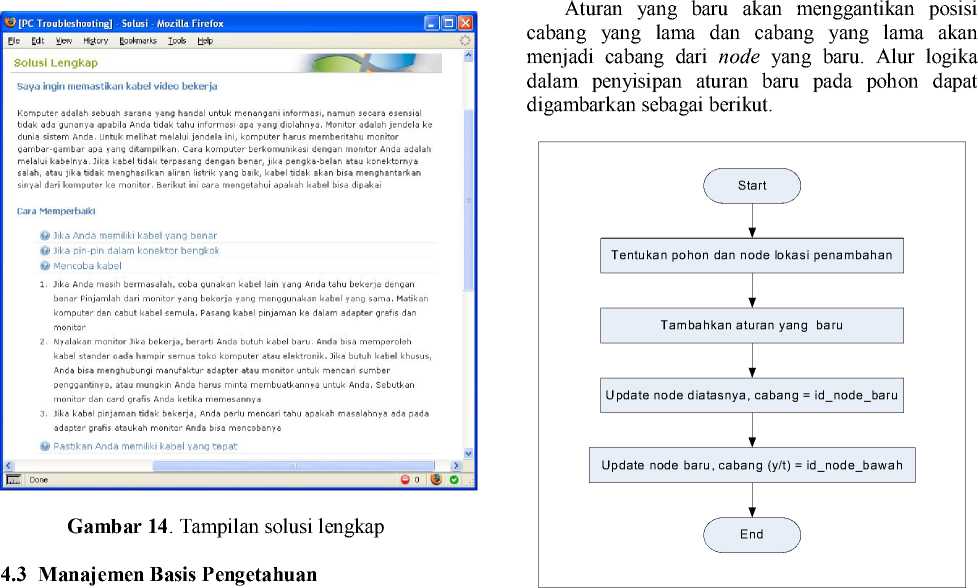 [PC Troubleshooting] - Solusi - Mozilla Firefox
File Edit View History Bookmarks Tools Help
Solusi Lengkap
Saya ingin memastikan kabel video bekerja
Komputer adalah sebuah sarana yang handal untuk menangani informasi, namun secara esensial
tidak ada gunanya apabila Anda tidak tahu informasi apa yang diolahnya. Monitor adalah jendela ke
dunia sistem Anda. Untuk melihat melalui jendela ini, komputer harus memberitahu monitor
gambar-gambar apa yang ditampilkan. Cara komputer berkomunikasi dengan monitor Anda adalah
melalui kabelnya. Jika kabel tidak terpasang dengan benar, jika pengka-belan atau konektornya
salah, atau jika tidak menghasilkan aliran listrik yang baik, kabel tidak akan bisa menghantarkan
sinyal dari komputer ke monitor. Berikut ini cara mengetahui apakah kabel bisa dipakai
Cara Memperbaiki
Jika Anda memiliki kabel yang benar
Jika pin-pin dalam konektor bengkok
Mencoba kabel
1. Jika Anda masih bermasalah, coba gunakan kabel lain yang Anda tahu bekerja dengan
benar Pinjamlah dari monitor yang bekerja yang menggunakan kabel yang sama. Matikan
komputer dan cabut kabel semula. Pasang kabel pinjaman ke dalam adapter grafis dan
monitor
2. Nyalakan monitor Jika bekerja, berarti Anda butuh kabel baru. Anda bisa memperoleh
kabel standar pada hampir semua toko komputer atau elektronik. Jika butuh kabel khusus,
Anda bisa menghubungi manufaktur adapter atau monitor untuk mencari sumber
penggantinya, atau mungkin Anda harus minta membuatkannya untuk Anda. Sebutkan
monitor dan card grafis Anda ketika memesannya
3. Jika kabel pinjaman tidak bekerja, Anda perlu mencari tahu apakah masalahnya ada pada
adapter grafis ataukah monitor Anda bisa mencobanya
Pastikan Anda memiliki kabel yang tepat
Done
0
Gambar 14. Tampilan solusi lengkap
4.3 Manajemen Basis Pengetahuan
Aturan yang baru akan menggantikan posisi
cabang yang lama dan cabang yang lama akan
menjadi cabang dari node yang baru. Alur logika
dalam penyisipan aturan baru pada pohon dapat
digambarkan sebagai berikut.
Start
Tentukan pohon dan node lokasi penambahan
Tambahkan aturan yang baru
Update node diatasnya, cabang = id_node_baru
Update node baru, cabang (y/t) = id_node_bawah
End